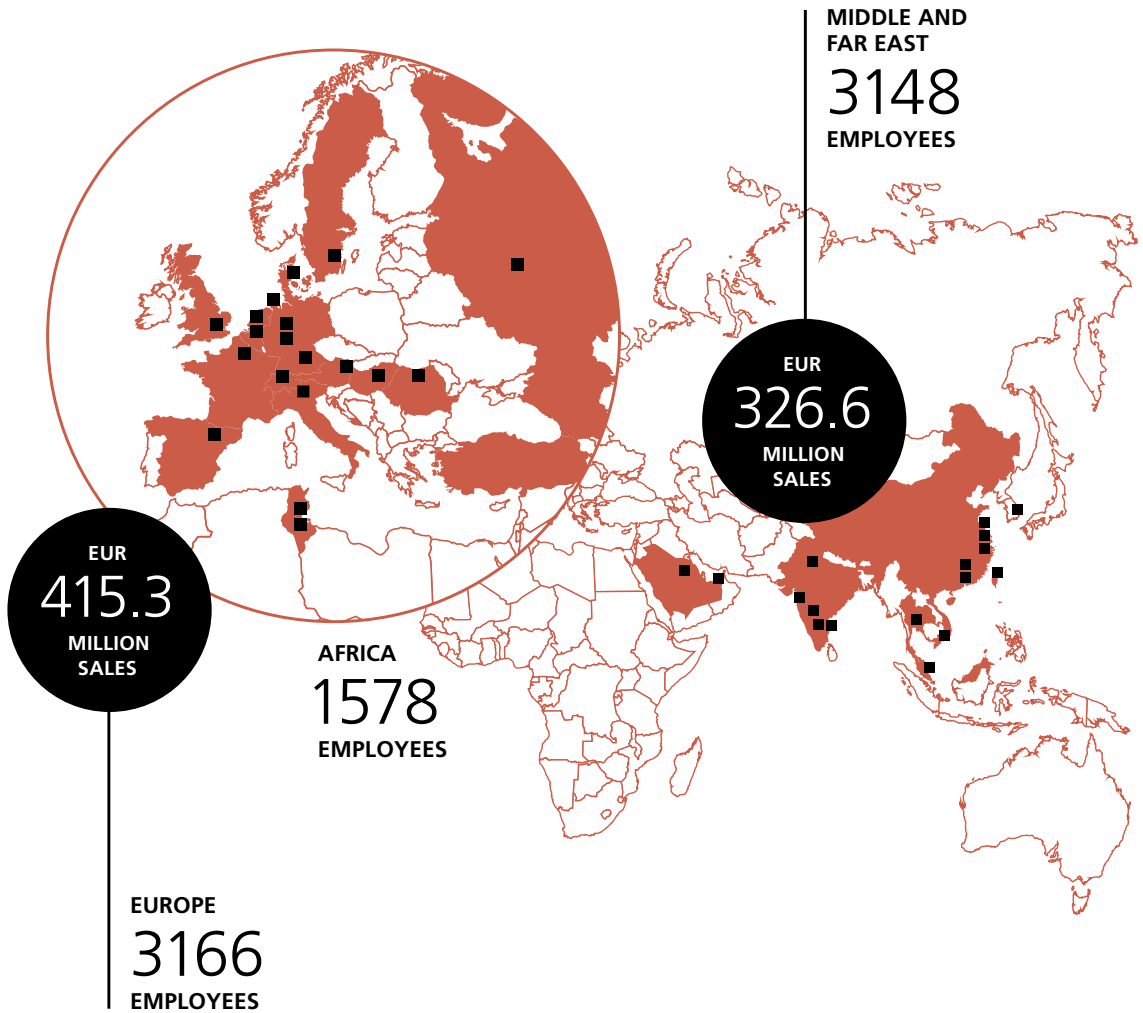 MIDDLE AND
FAR EAST
3148
EMPLOYEES
EUR
326.6
MILLION
SALES
EUR
415.3
MILLION
SALES
AFRICA
1578
EMPLOYEES
EUROPE
3166
EMPLOYEES